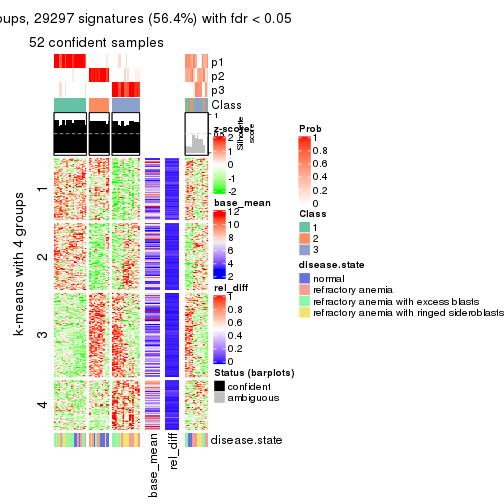 oups, 29297 signatures (56.4%) with fdr < 0.05
52 confident samples
p1
p2
p3
Class
1
0.5
0
Silhouette
score
z-score
2
1
0
-1
-2
base_mean
12
10
8
6
4
2
rel_diff
1
0.8
0.6
0.4
0.2
0
Status (barplots)
confident
ambiguous
Prob
1
0.8
0.6
0.4
0.2
0
Class
1
2
3
disease.state
normal
refractory anemia
refractory anemia with excess blasts
refractory anemia with ringed sideroblasts
k-means with 4 groups
1
2
3
4
disease.state
base_mean
rel_diff